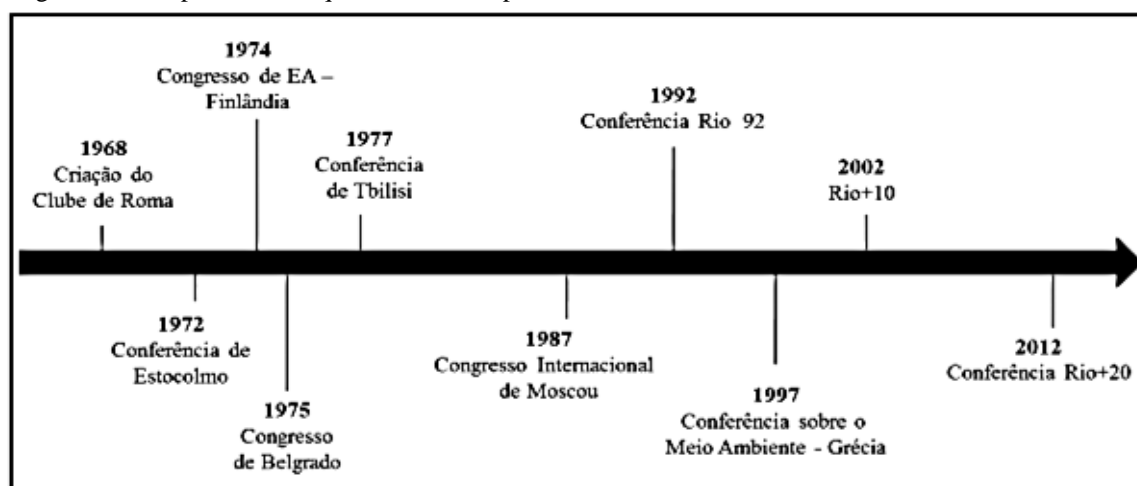 1974
Congresso de EA –
Finlândia
1968
Criação do
Clube de Roma
1977
Conferência
de Tbilisi
1992
Conferência Rio 92
2002
Rio+10
1972
Conferência de
Estocolmo
1975
Congresso
de Belgrado
1987
Congresso Internacional
de Moscou
1997
Conferência sobre o
Meio Ambiente - Grécia
2012
Conferência Rio+20